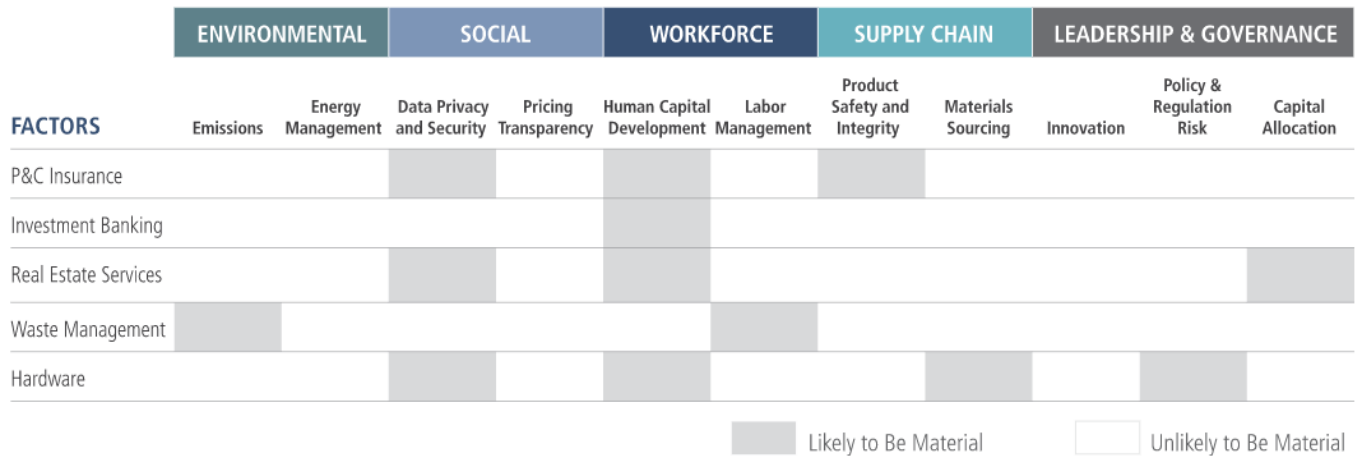 ENVIRONMENTAL SOCIAL WORKFORCE SUPPLY CHAIN LEADERSHIP & GOVERNANCE
FACTORS
Emissions
Energy
Management
Data Privacy
and Security
Pricing
Transparency
Human Capital
Development
Labor
Management
Product
Safety and
Integrity
Materials
Sourcing
Innovation
Policy &
Regulation
Risk
Capital
Allocation
P&C Insurance
Investment Banking
Real Estate Services
Waste Management
Hardware
Likely to Be Material
Unlikely to Be Material